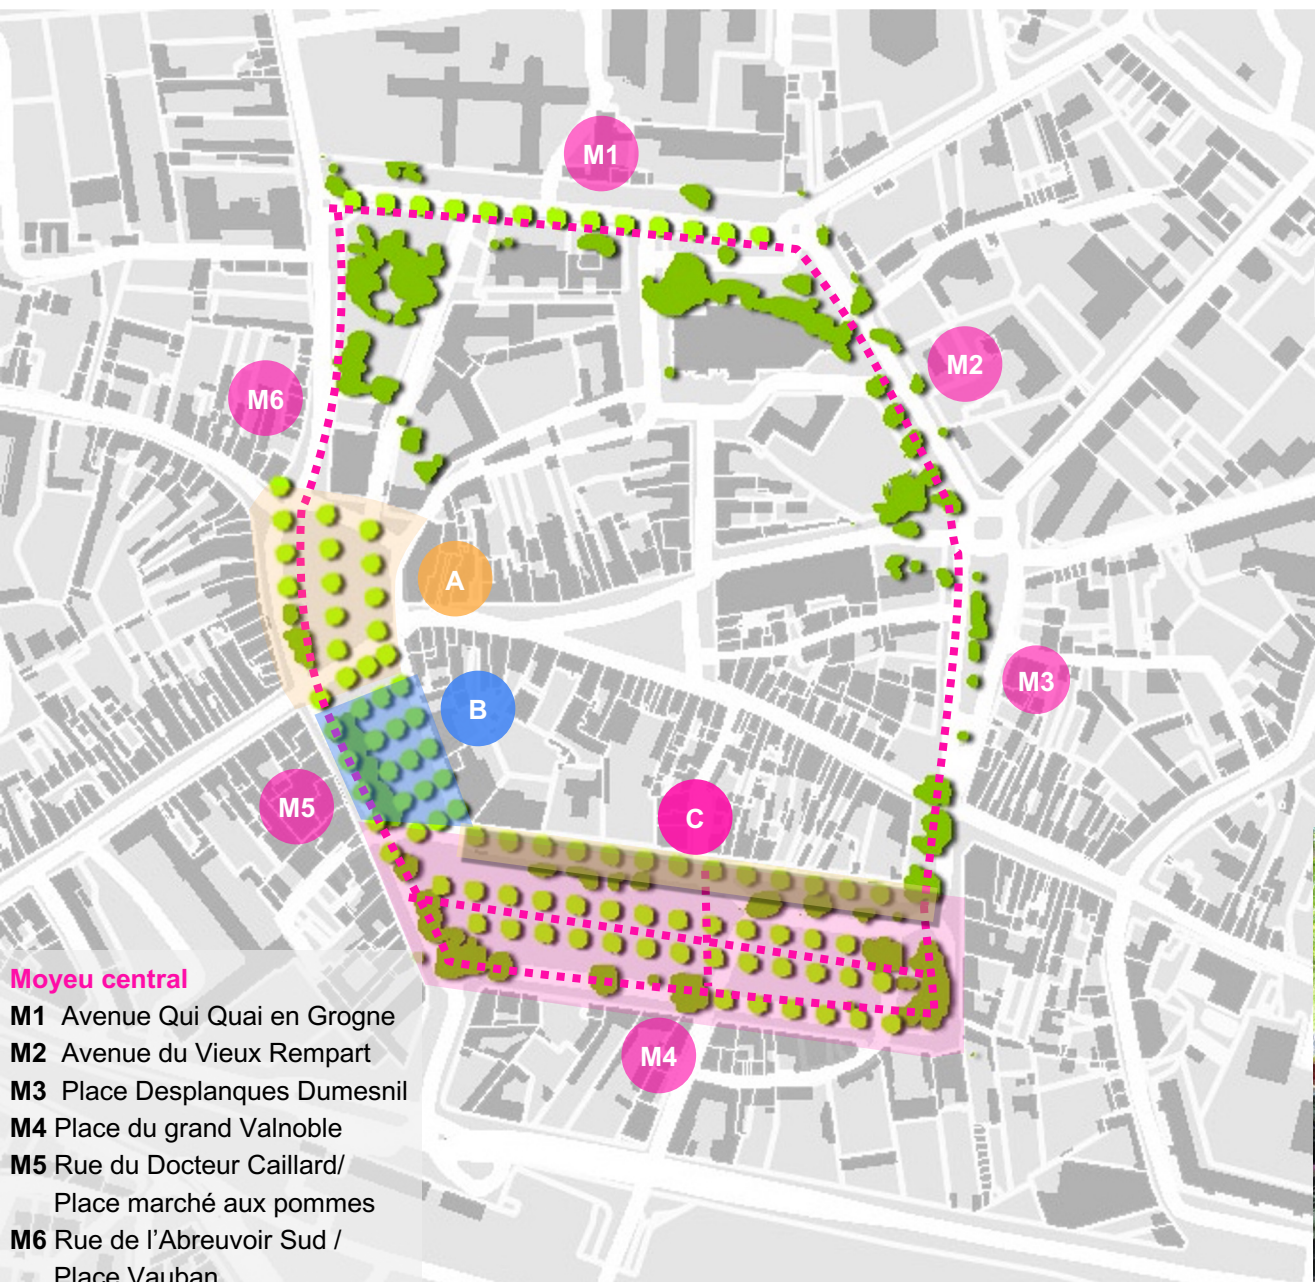 M1
M2
M6
A
M3
B
M5
C
M4
Moyeu central
M1 Avenue Qui Quai en Grogne
M2 Avenue du Vieux Rempart
M3 Place Desplanques Dumesnil
M4 Place du grand Valnoble
M5 Rue du Docteur Caillard/
Place marché aux pommes
M6 Rue de l'Abreuvoir Sud /
Place Vauban